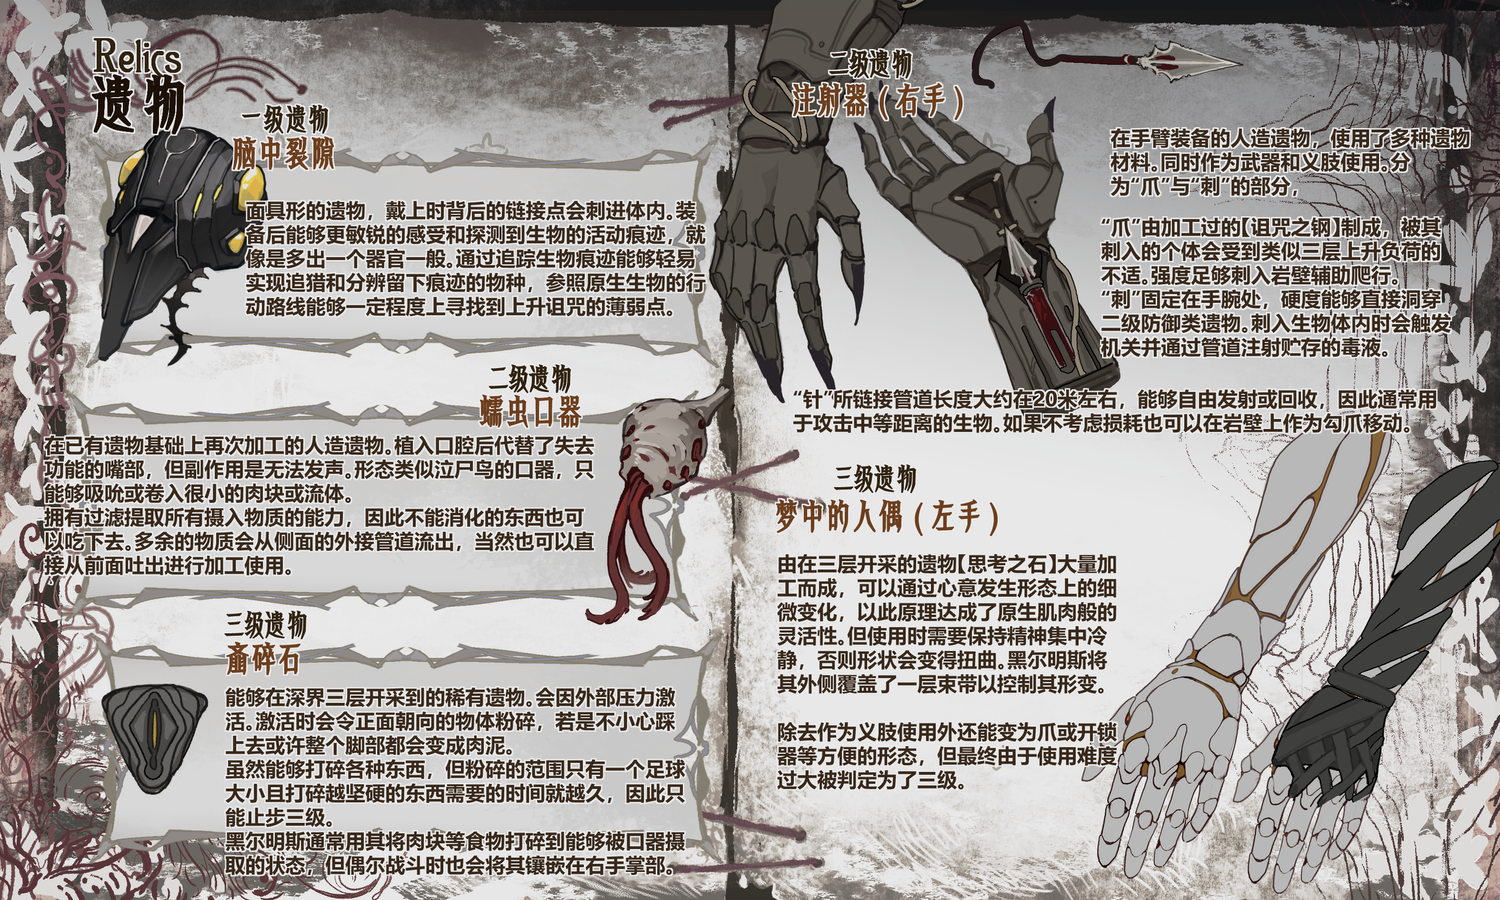 Relics
遗物
一级遗物
脑中裂隙
面具形的遗物，戴上时背后的链接点会刺进体内。装
备后能够更敏锐的感受和探测到生物的活动痕迹，就
像是多出一个器官一般。通过追踪生物痕迹能够轻易
实现追猎和分辨留下痕迹的物种，参照原生生物的行
动路线能够一定程度上寻找到上升诅咒的薄弱点。
二级遗物
蠕虫口器
在已有遗物基础上再次加工的人造遗物。植入口腔后代替了失去
功能的嘴部，但副作用是无法发声。形态类似泣尸鸟的口器，只
能够吸吮或卷入很小的肉块或流体。
拥有过滤提取所有摄入物质的能力，因此不能消化的东西也可
以吃下去。多余的物质会从侧面的外接管道流出，当然也可以直
接从前面吐出进行加工使用。
三级遗物
齑碎石
能够在深界三层开采到的稀有遗物。会因外部压力激
活。激活时会令正面朝向的物体粉碎，若是不小心踩
上去或许整个脚部都会变成肉泥。
虽然能够打碎各种东西，但粉碎的范围只有一个足球
大小且打碎越坚硬的东西需要的时间就越久，因此只
能止步三级。
黑尔明斯通常用其将肉块等食物打碎到能够被口器摄
取的状态，但偶尔战斗时也会将其镶嵌在右手掌部。
二级遗物
注射器（右手）
在手臂装备的人造遗物，使用了多种遗物
材料。同时作为武器和义肢使用。分
为“爪”与“刺”的部分，
“爪”由加工过的【诅咒之钢】制成，被其
刺入的个体会受到类似三层上升负荷的
不适。强度足够刺入岩壁辅助爬行。
“刺”固定在手腕处，硬度能够直接洞穿
二级防御类遗物。刺入生物体内时会触发
机关并通过管道注射贮存的毒液。
“针”所链接管道长度大约在20米左右，能够自由发射或回收，因此通常用
于攻击中等距离的生物。如果不考虑损耗也可以在岩壁上作为勾爪移动。
三级遗物
梦中的人偶（左手）
由在三层开采的遗物【思考之石】大量加
工而成，可以通过心意发生形态上的细
微变化，以此原理达成了原生肌肉般的
灵活性。但使用时需要保持精神集中冷
静，否则形状会变得扭曲。黑尔明斯将
其外侧覆盖了一层束带以控制其形变。
除去作为义肢使用外还能变为爪或开锁
器等方便的形态，但最终由于使用难度
过大被判定为了三级。